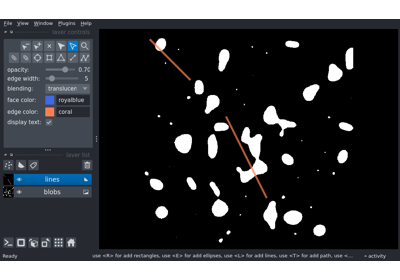 File View Window Plugins Help
layer controls
opacity: 0.70
edge width: 5
blending: translucen
face color: royalblue
edge color: coral
display text: ✓
layer list
lines
blobs
Ready use <R> for add rectangles, use <E> for add ellipses, use <L> for add lines, use <T> for add path, use <... activity